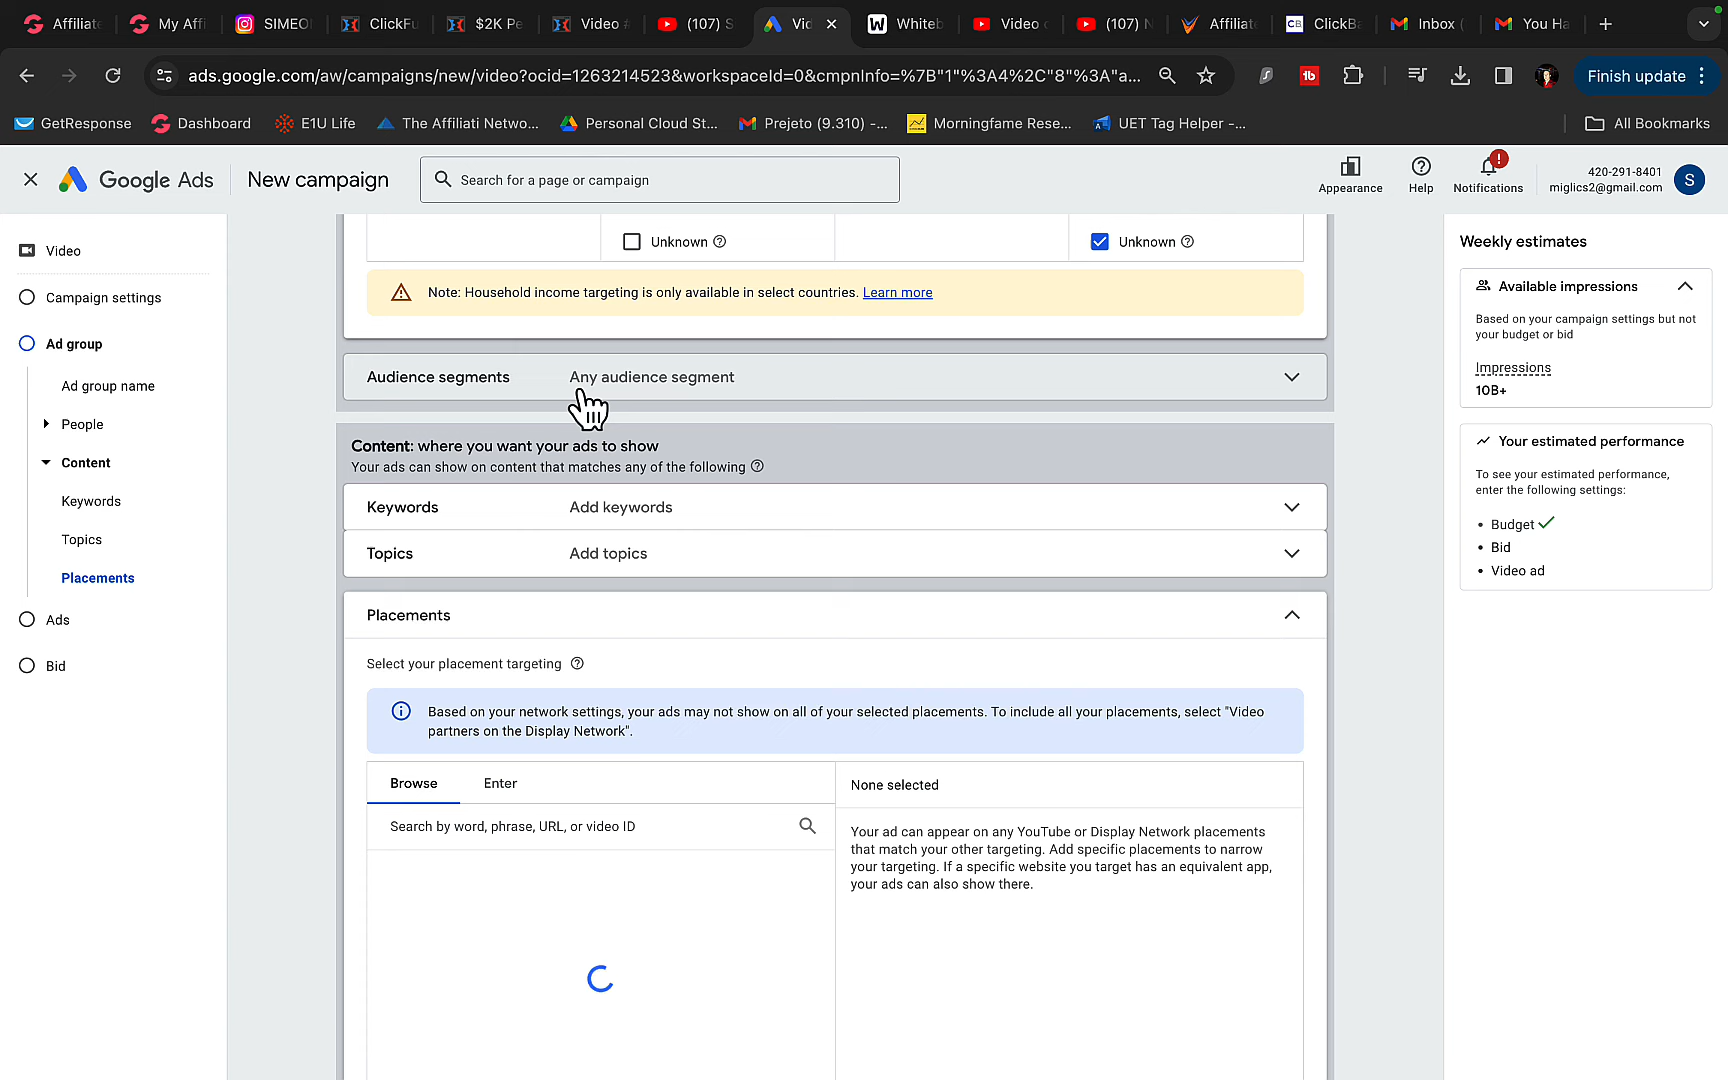 Affiliate
My Affi
SIMEO
ClickFu
$2K Pe
Video #
(107) S
Vid
Whiteb
Video c
(107) N
Affiliate
ClickBa
Inbox (
You Ha
ads.google.com/aw/campaigns/new/video?ocid=1263214523&workspaceId=0&cmpnInfo=%7B"1"%3A4%2C"8"%3A"a...
Finish update
GetResponse
Dashboard
E1U Life
The Affiliati Netwo...
Personal Cloud St...
Prejeto (9.310) -...
Morningfame Rese...
UET Tag Helper -...
All Bookmarks
Google Ads
New campaign
Search for a page or campaign
Appearance
Help
Notifications
420-291-8401
miglics2@gmail.com
S
Video
Campaign settings
Ad group
Ad group name
People
Content
Keywords
Topics
Placements
Ads
Bid
Unknown
Unknown
Note: Household income targeting is only available in select countries. Learn more
Audience segments Any audience segment
Content: where you want your ads to show
Your ads can show on content that matches any of the following
Keywords Add keywords
Topics Add topics
Placements
Select your placement targeting
Based on your network settings, your ads may not show on all of your selected placements. To include all your placements, select "Video
partners on the Display Network".
Browse Enter
Search by word, phrase, URL, or video ID
None selected
Your ad can appear on any YouTube or Display Network placements
that match your other targeting. Add specific placements to narrow
your targeting. If a specific website you target has an equivalent app,
your ads can also show there.
Weekly estimates
Available impressions
Based on your campaign settings but not
your budget or bid
Impressions
10B+
Your estimated performance
To see your estimated performance,
enter the following settings:
• Budget
• Bid
• Video ad